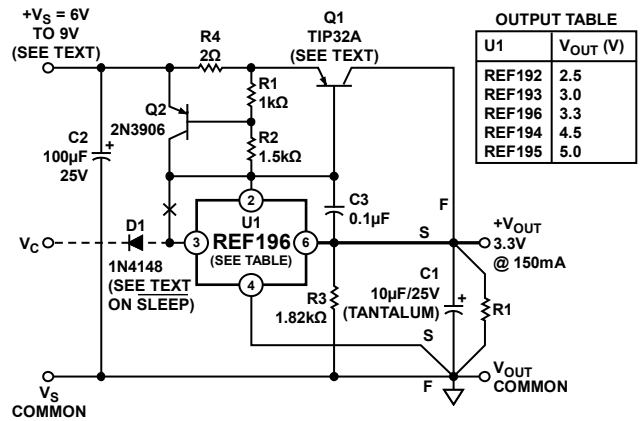 +VS = 6V
TO 9V
(SEE TEXT)
R4
2Ω
Q1
TIP32A
(SEE TEXT)
OUTPUT TABLE
U1
VOUT (V)
REF192 2.5
REF193 3.0
REF196 3.3
REF194 4.5
REF195 5.0
R1
1kΩ
Q2
2N3906
R2
1.5kΩ
C2
100µF
25V
+
C3
0.1µF
F
2
U1
REF196
(SEE TABLE)
3
6
4
S
+VOUT
3.3V
@ 150mA
VC
D1
1N4148
(SEE TEXT
ON SLEEP)
R3
1.82kΩ
C1
10µF/25V
(TANTALUM)
+
R1
S
F
VS
COMMON
VOUT
COMMON